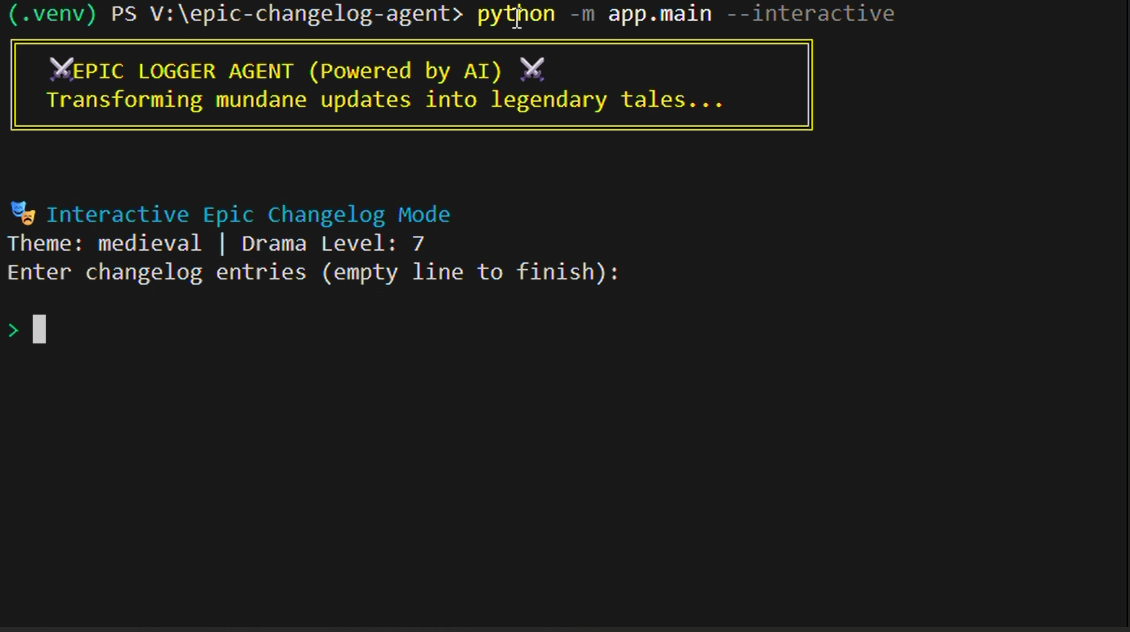 (.venv) PS V:\epic-changelog-agent> python -m app.main --interactive
⚔EPIC LOGGER AGENT (Powered by AI) ⚔
Transforming mundane updates into legendary tales...
🎭 Interactive Epic Changelog Mode
Theme: medieval | Drama Level: 7
Enter changelog entries (empty line to finish):
>